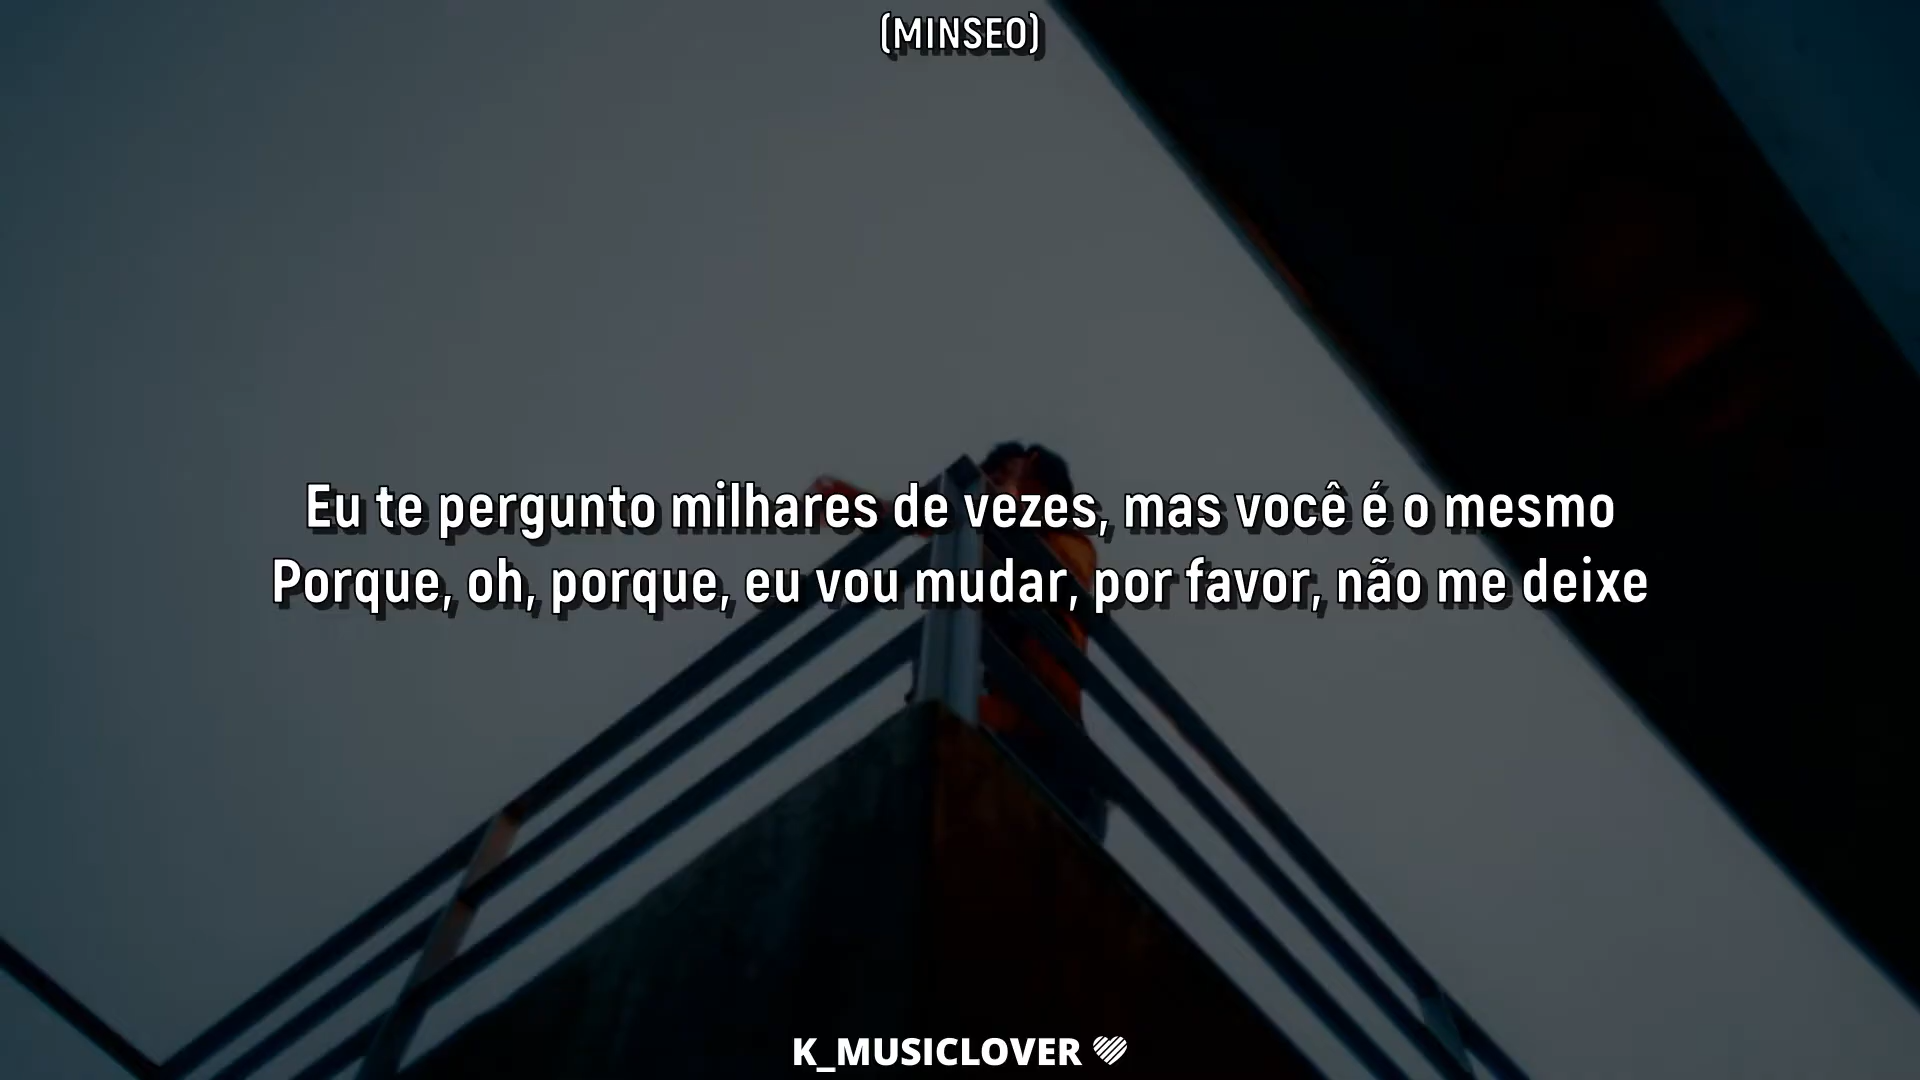 (MINSEO)
Eu te pergunto milhares de vezes, mas você é o mesmo
Porque, oh, porque, eu vou mudar, por favor, não me deixe
K_MUSICLOVER